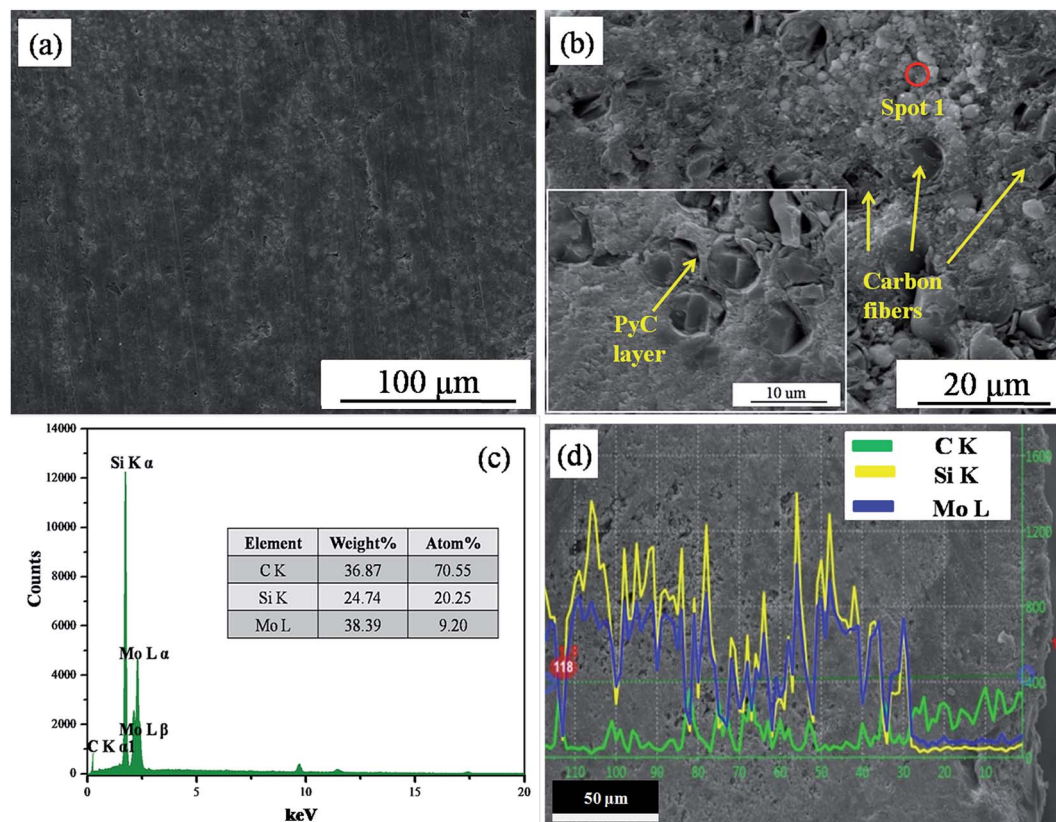 (a)
100 μm
(b)
Spot 1
Carbon
fibers
PyC
layer
10 um
20 μm
(c)
14000
12000
10000
8000
6000
4000
2000
0
Counts
Si K α
Mo L α
Mo L β
C K α1
Element Weight% Atom%
C K 36.87 70.55
Si K 24.74 20.25
Mo L 38.39 9.20
0 5 10 15 20
keV
(d)
C K
Si K
Mo L
1600
1200
800
400
0
118
110 100 90 80 70 60 50 40 30 20 10
50 μm